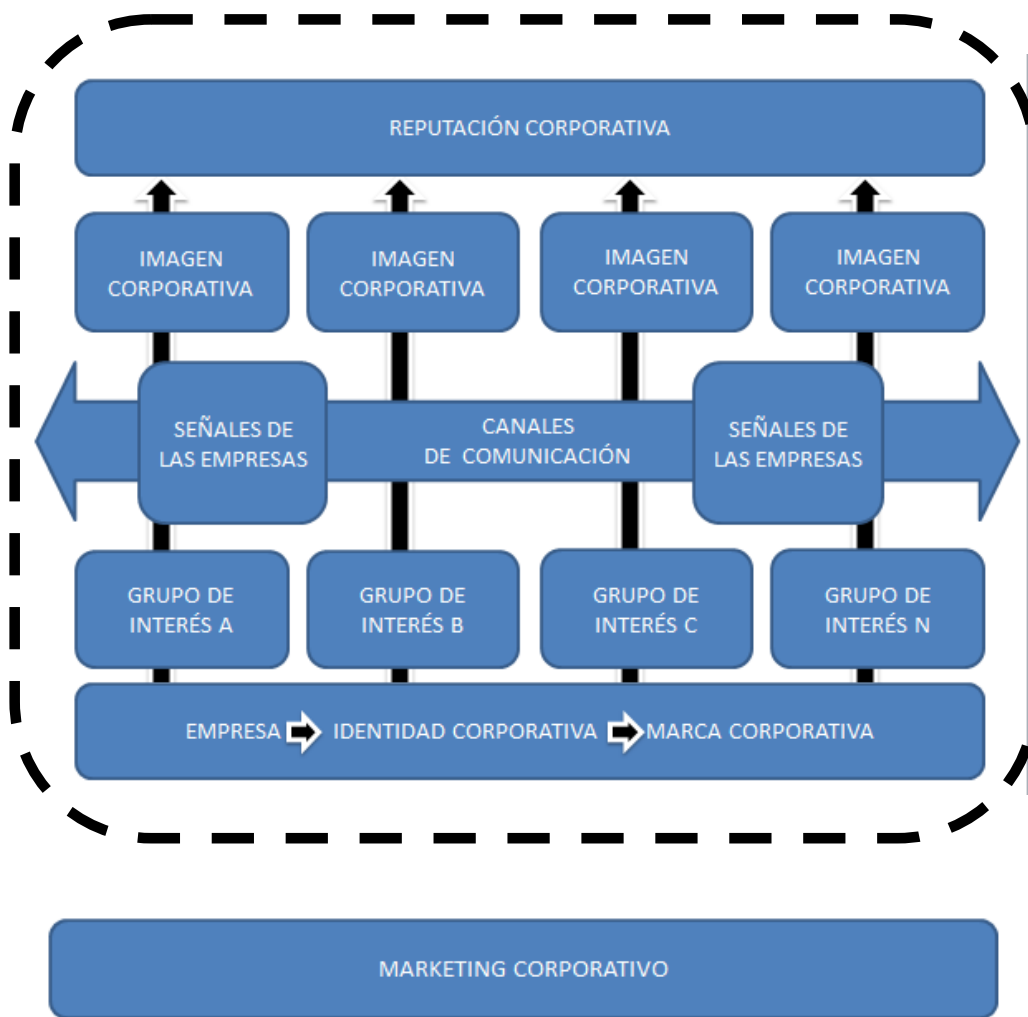 REPUTACIÓN CORPORATIVA
IMAGEN
CORPORATIVA
IMAGEN
CORPORATIVA
IMAGEN
CORPORATIVA
IMAGEN
CORPORATIVA
SEÑALES DE
LAS EMPRESAS
CANALES
DE COMUNICACIÓN
SEÑALES DE
LAS EMPRESAS
GRUPO DE
INTERÉS A
GRUPO DE
INTERÉS B
GRUPO DE
INTERÉS C
GRUPO DE
INTERÉS N
EMPRESA IDENTIDAD CORPORATIVA MARCA CORPORATIVA
MARKETING CORPORATIVO